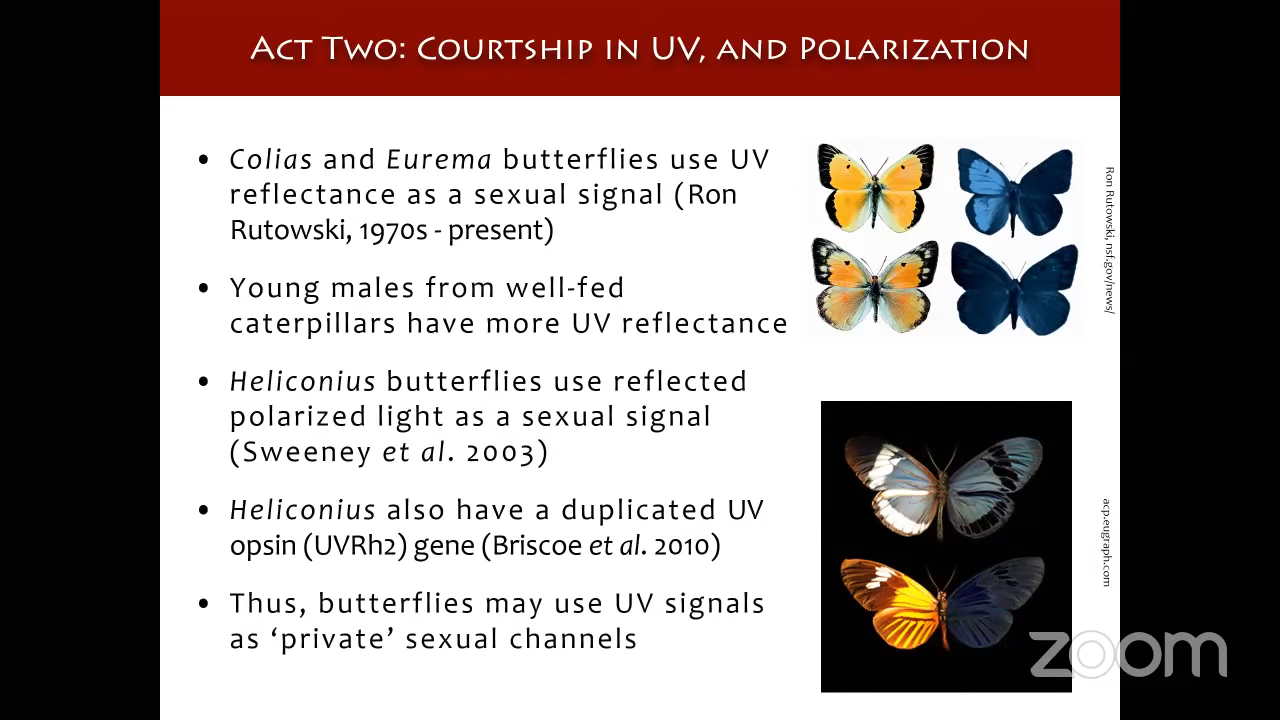 Act Two: Courtship in UV, and Polarization
• Colias and Eurema butterflies use UV
reflectance as a sexual signal (Ron
Rutowski, 1970s - present)
• Young males from well-fed
caterpillars have more UV reflectance
• Heliconius butterflies use reflected
polarized light as a sexual signal
(Sweeney et al. 2003)
• Heliconius also have a duplicated UV
opsin (UVRh2) gene (Briscoe et al. 2010)
• Thus, butterflies may use UV signals
as ‘private’ sexual channels
Ron Rutowski, nsf.gov/news/
acp.eugraph.com
zoom